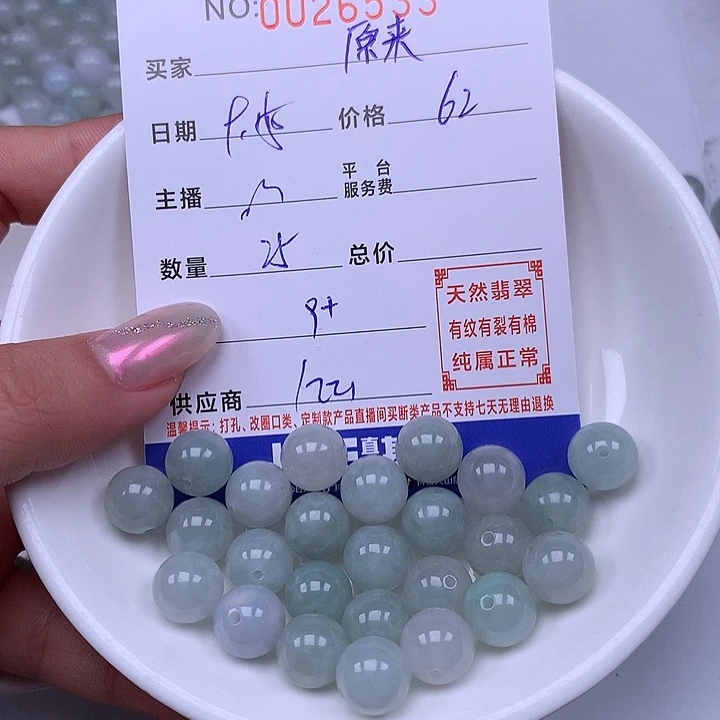 NO:0026533
买家 原来
日期 价格 62
主播 平台服务费
数量 25 总价
9+
天然翡翠
有纹有裂有棉
纯属正常
供应商
温馨提示:打孔、改圈口类、定制款产品直播间买断类产品不支持七天无理由退换